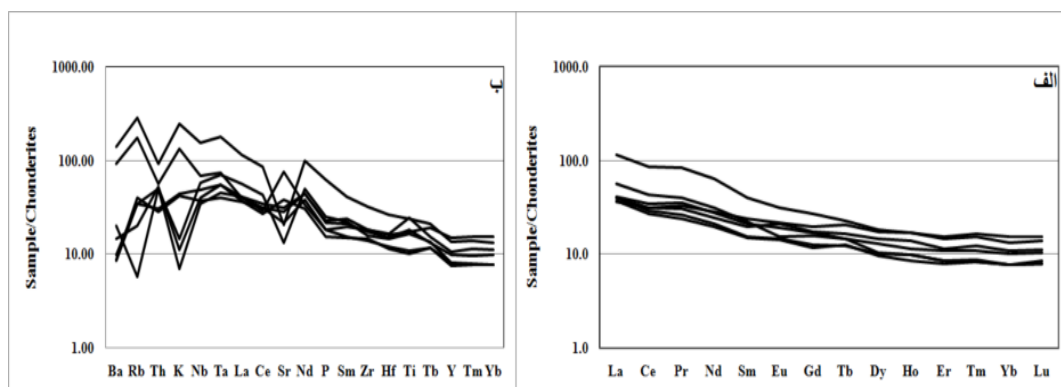 ب
1000.00
100.00
10.00
1.00
Sample/Chonderites
Ba Rb Th K Nb Ta La Ce Sr Nd P Sm Zr Hf Ti Tb Y Tm Yb
الف
1000.0
100.0
10.0
1.0
Sample/Chonderites
La Ce Pr Nd Sm Eu Gd Tb Dy Ho Er Tm Yb Lu